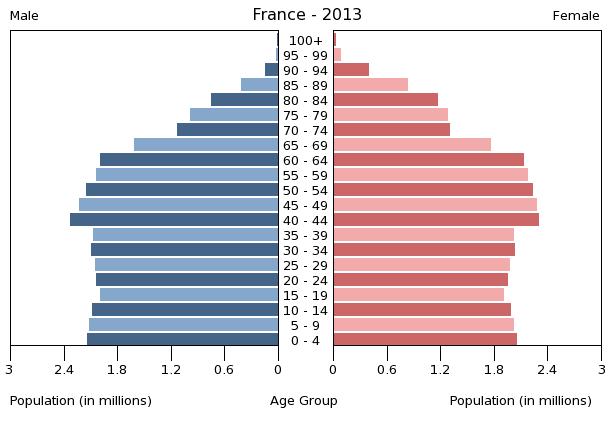 Male France - 2013 Female
100+
95 - 99
90 - 94
85 - 89
80 - 84
75 - 79
70 - 74
65 - 69
60 - 64
55 - 59
50 - 54
45 - 49
40 - 44
35 - 39
30 - 34
25 - 29
20 - 24
15 - 19
10 - 14
5 - 9
0 - 4
3 2.4 1.8 1.2 0.6 0 0 0.6 1.2 1.8 2.4 3
Population (in millions) Age Group Population (in millions)